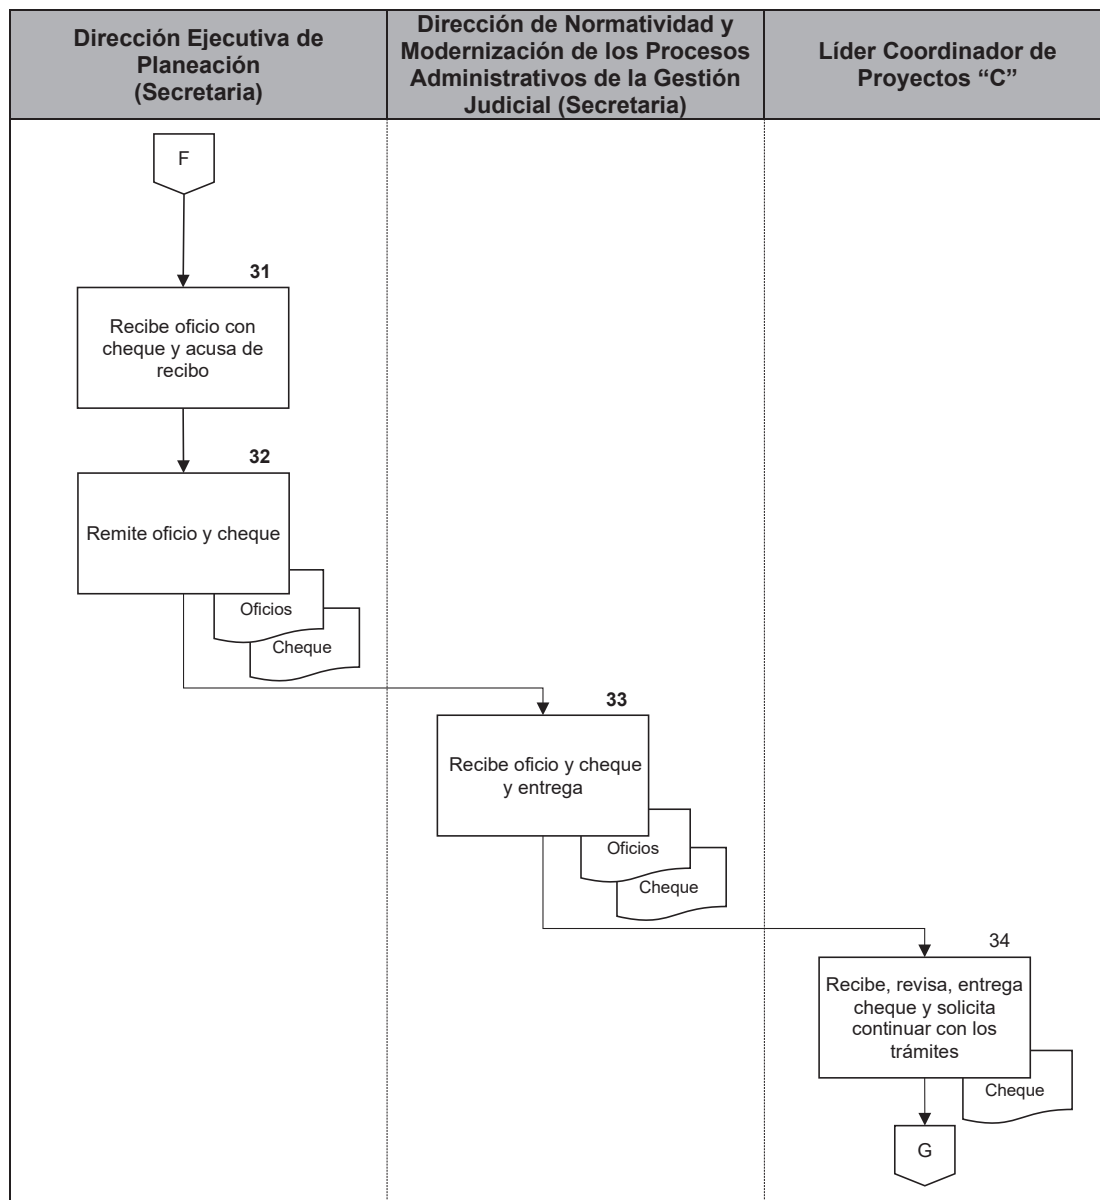 Dirección Ejecutiva de
Planeación
(Secretaria)
Dirección de Normatividad y
Modernización de los Procesos
Administrativos de la Gestión
Judicial (Secretaria)
Líder Coordinador de
Proyectos “C”
F
31
Recibe oficio con
cheque y acusa de
recibo
32
Remite oficio y cheque
Oficios
Cheque
33
Recibe oficio y cheque
y entrega
Oficios
Cheque
34
Recibe, revisa, entrega
cheque y solicita
continuar con los
trámites
Cheque
G